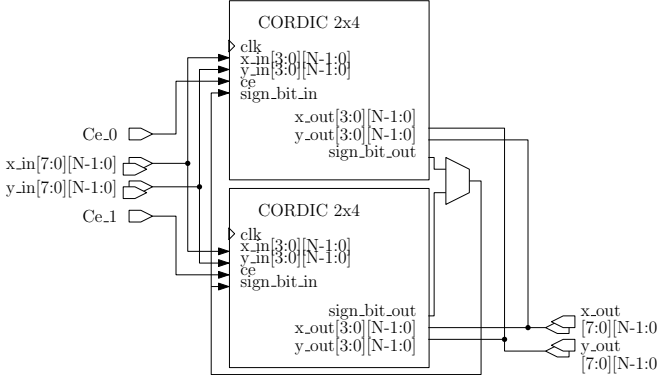 CORDIC 2x4
clk
x_in[3:0][N-1:0]
y_in[3:0][N-1:0]
ce
sign_bit_in
x_out[3:0][N-1:0]
y_out[3:0][N-1:0]
sign_bit_out
Ce_0
x_in[7:0][N-1:0]
y_in[7:0][N-1:0]
Ce_1
CORDIC 2x4
clk
x_in[3:0][N-1:0]
y_in[3:0][N-1:0]
ce
sign_bit_in
sign_bit_out
x_out[3:0][N-1:0]
y_out[3:0][N-1:0]
x_out
[7:0][N-1:0
y_out
[7:0][N-1:0